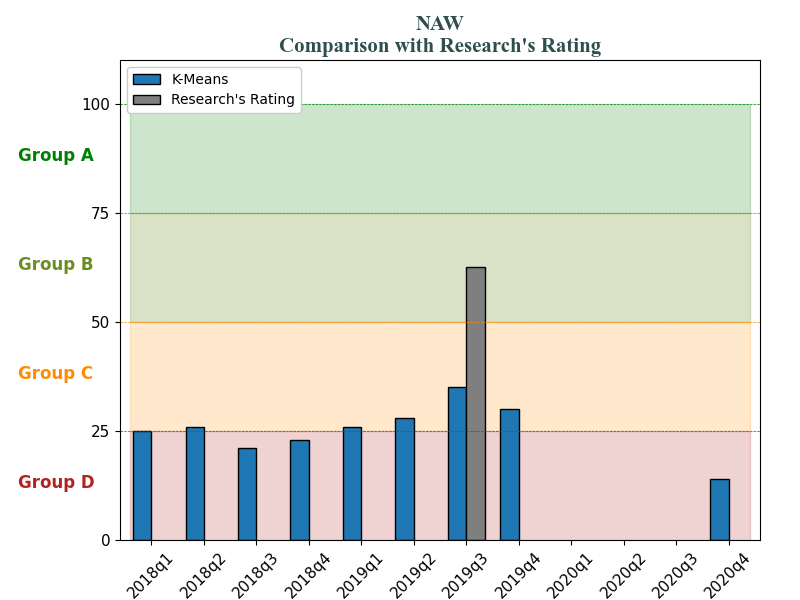 NAW
Comparison with Research's Rating
K-Means
Research's Rating
100
Group A
75
Group B
50
Group C
25
Group D
0
2018q1
2018q2
2018q3
2018q4
2019q1
2019q2
2019q3
2019q4
2020q1
2020q2
2020q3
2020q4